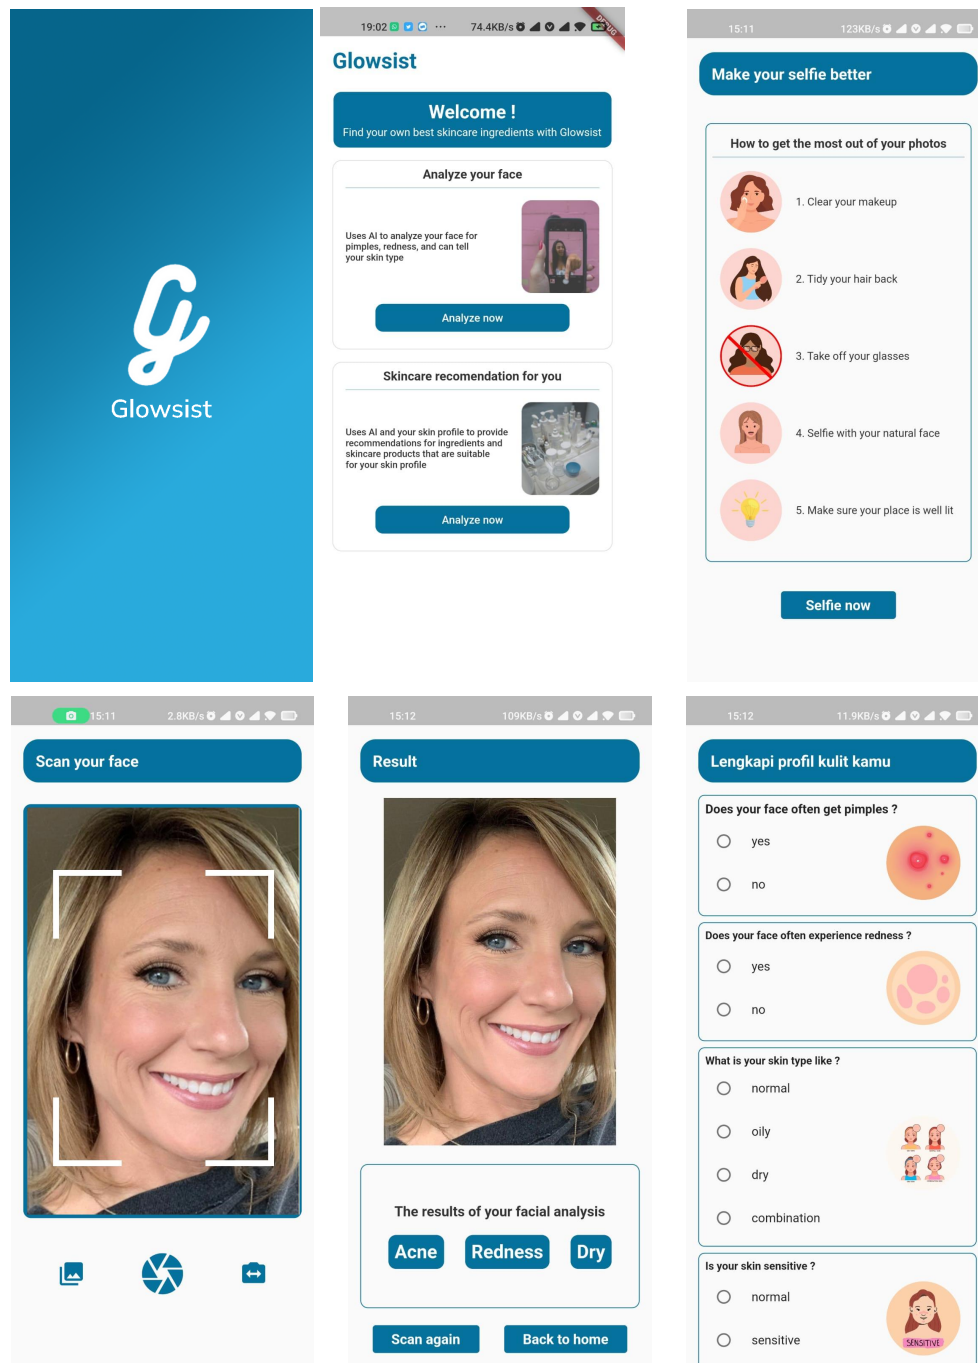 Glowsist
19:02 ... 74.4KB/s
DEBUG
Glowsist
Welcome !
Find your own best skincare ingredients with Glowsist
Analyze your face
Uses AI to analyze your face for
pimples, redness, and can tell
your skin type
Analyze now
Skincare recomendation for you
Uses AI and your skin profile to provide
recommendations for ingredients and
skincare products that are suitable
for your skin profile
Analyze now
15:11 123KB/s
Make your selfie better
How to get the most out of your photos
1. Clear your makeup
2. Tidy your hair back
3. Take off your glasses
4. Selfie with your natural face
5. Make sure your place is well lit
Selfie now
15:11 2.8KB/s
Scan your face
15:12 109KB/s
Result
The results of your facial analysis
Acne Redness Dry
Scan again Back to home
15:12 11.9KB/s
Lengkapi profil kulit kamu
Does your face often get pimples ?
yes
no
Does your face often experience redness ?
yes
no
What is your skin type like ?
normal
oily
dry
combination
Is your skin sensitive ?
normal
sensitive
SENSITIVE